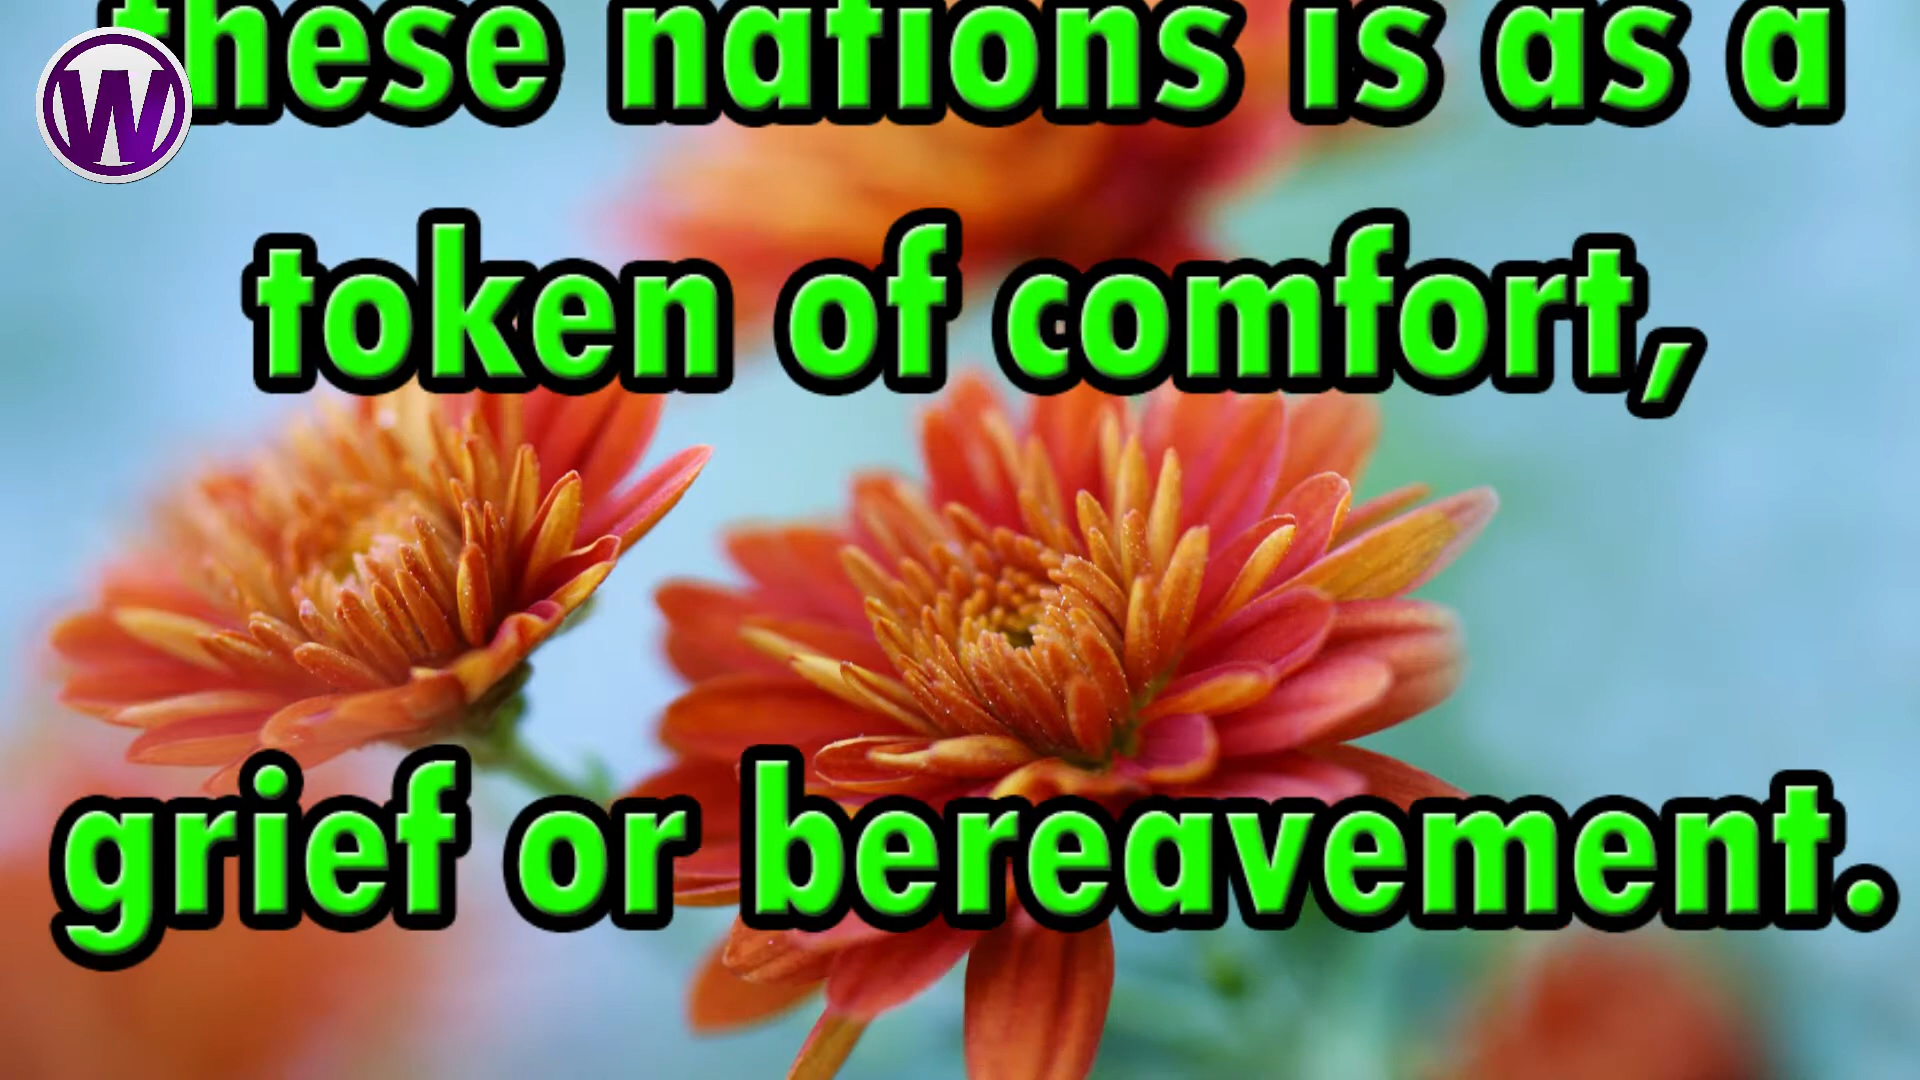 these nations is as a
W
token of comfort,
grief or bereavement.